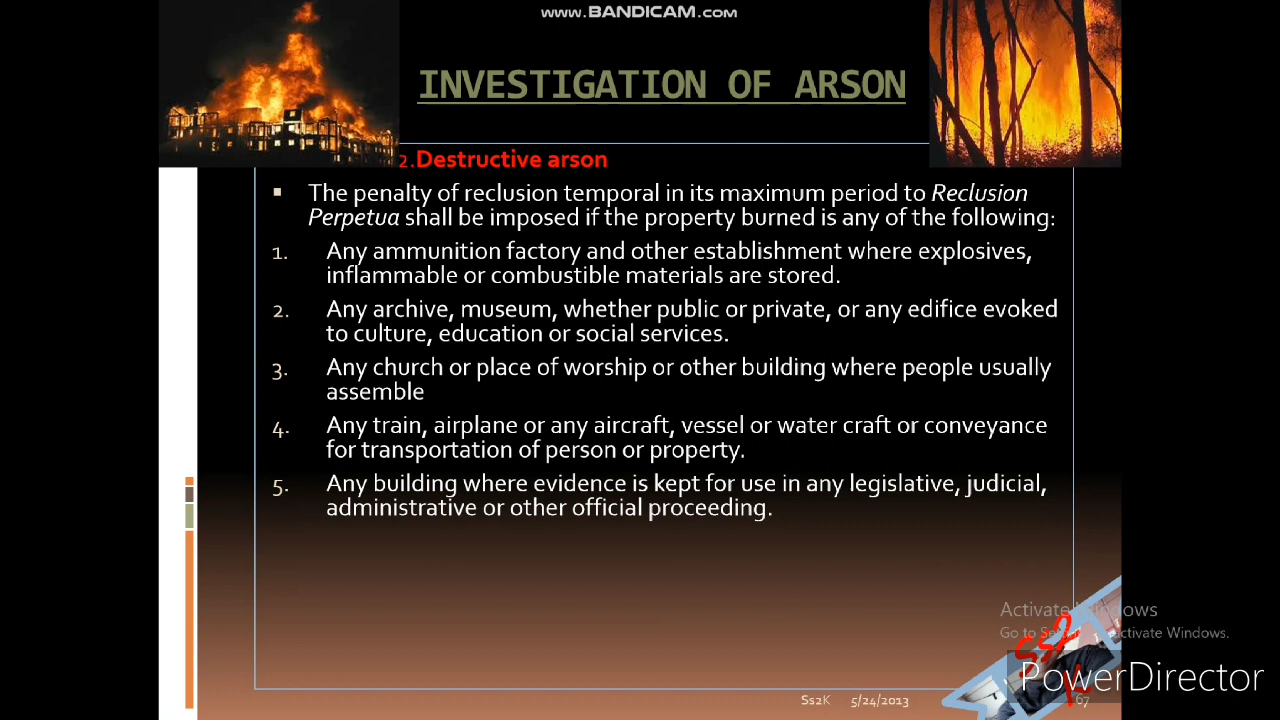 www.BANDICAM.com
INVESTIGATION OF ARSON
2.Destructive arson
▪ The penalty of reclusion temporal in its maximum period to Reclusion
Perpetua shall be imposed if the property burned is any of the following:
1. Any ammunition factory and other establishment where explosives,
inflammable or combustible materials are stored.
2. Any archive, museum, whether public or private, or any edifice evoked
to culture, education or social services.
3. Any church or place of worship or other building where people usually
assemble
4. Any train, airplane or any aircraft, vessel or water craft or conveyance
for transportation of person or property.
5. Any building where evidence is kept for use in any legislative, judicial,
administrative or other official proceeding.
Activate Windows
Go to Settings to activate Windows.
Ss2K
PowerDirector
Ss2K 5/24/2013 67